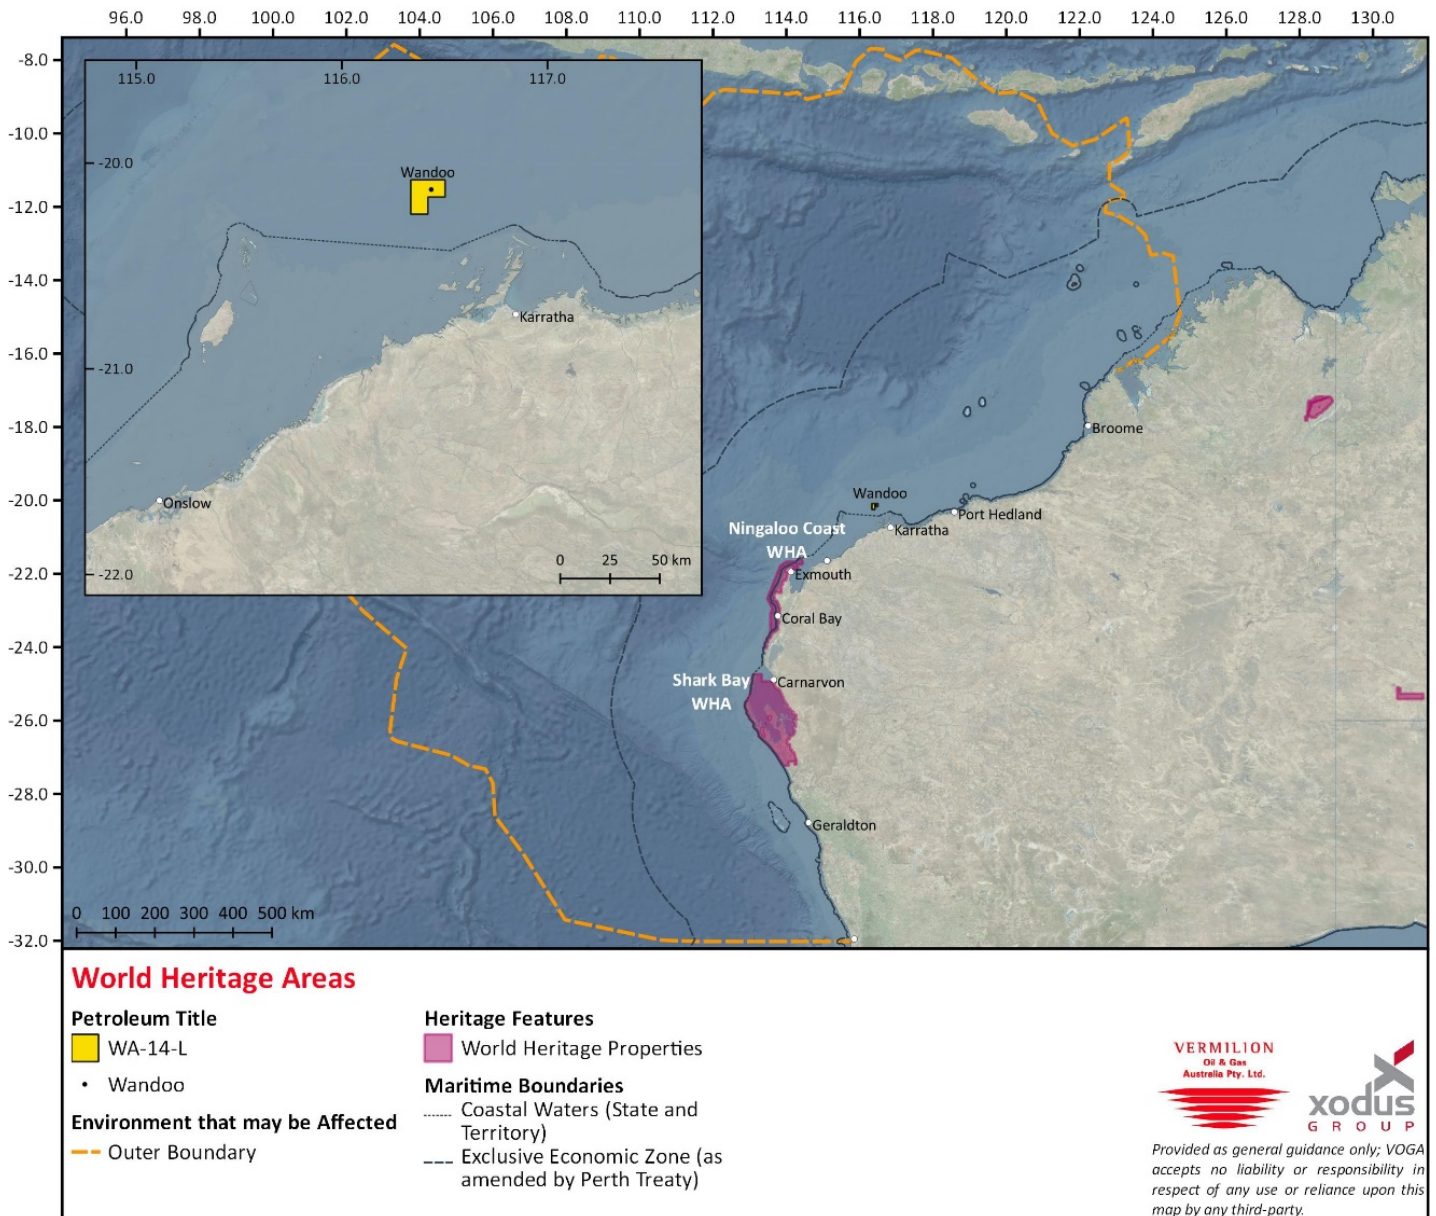 96.0 98.0 100.0 102.0 104.0 106.0 108.0 110.0 112.0 114.0 116.0 118.0 120.0 122.0 124.0 126.0 128.0 130.0
-8.0
-10.0
-12.0
-14.0
-16.0
-18.0
-20.0
-22.0
-24.0
-26.0
-28.0
-30.0
-32.0
115.0 116.0 117.0
-20.0
-21.0
-22.0
Wandoo
Karratha
Onslow
0 25 50 km
Broome
Wandoo
Port Hedland
Karratha
Ningaloo Coast
WHA
Exmouth
Coral Bay
Shark Bay
WHA
Carnarvon
Geraldton
0 100 200 300 400 500 km
World Heritage Areas
Petroleum Title
WA-14-L
Wandoo
Environment that may be Affected
Outer Boundary
Heritage Features
World Heritage Properties
Maritime Boundaries
Coastal Waters (State and
Territory)
Exclusive Economic Zone (as
amended by Perth Treaty)
VERMILION
Oil & Gas
Australia Pty. Ltd.
xodus
GROUP
Provided as general guidance only; VOGA
accepts no liability or responsibility in
respect of any use or reliance upon this
map by any third-party.